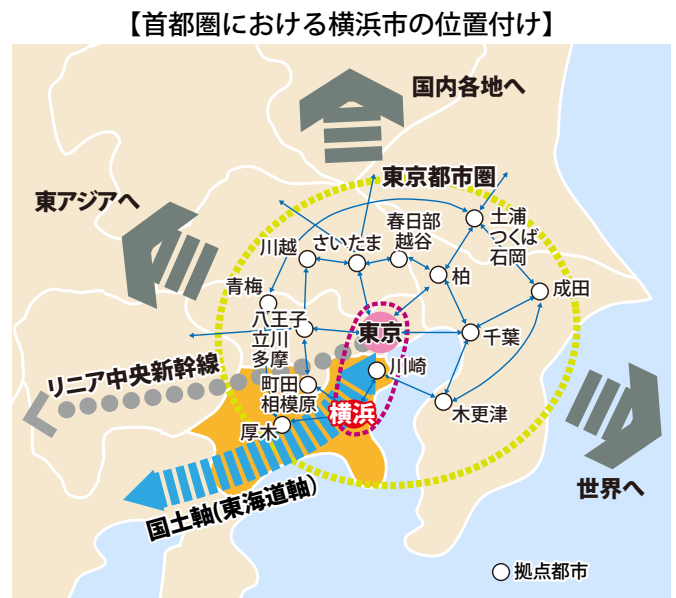 【首都圏における横浜市の位置付け】
国内各地へ
東京都市圏
東アジアへ
春日部
越谷
土浦
つくば
石岡
川越
さいたま
柏
成田
青梅
八王子
立川
多摩
東京
千葉
リニア中央新幹線
川崎
町田
相模原
横浜
木更津
厚木
世界へ
国土軸(東海道軸)
拠点都市